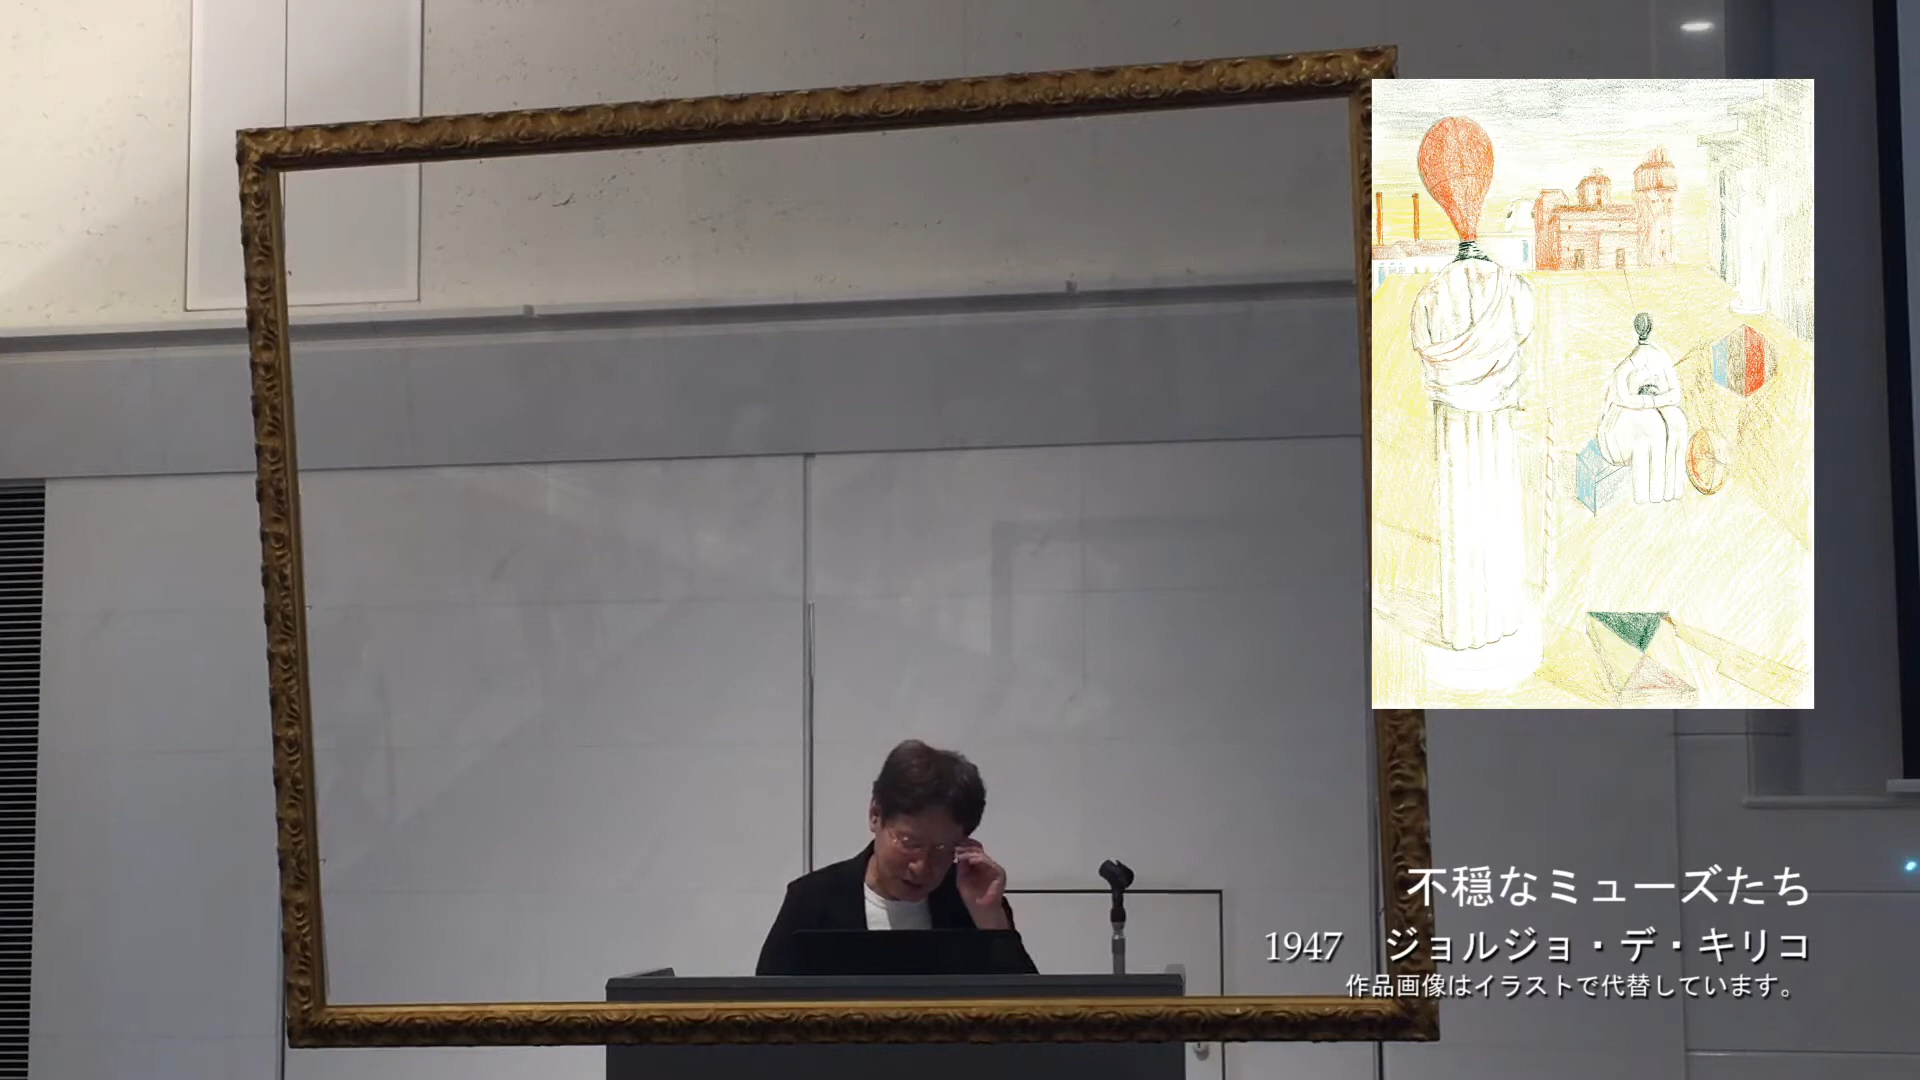 不穏なミューズたち
1947 ジョルジョ・デ・キリコ
作品画像はイラストで代替しています。